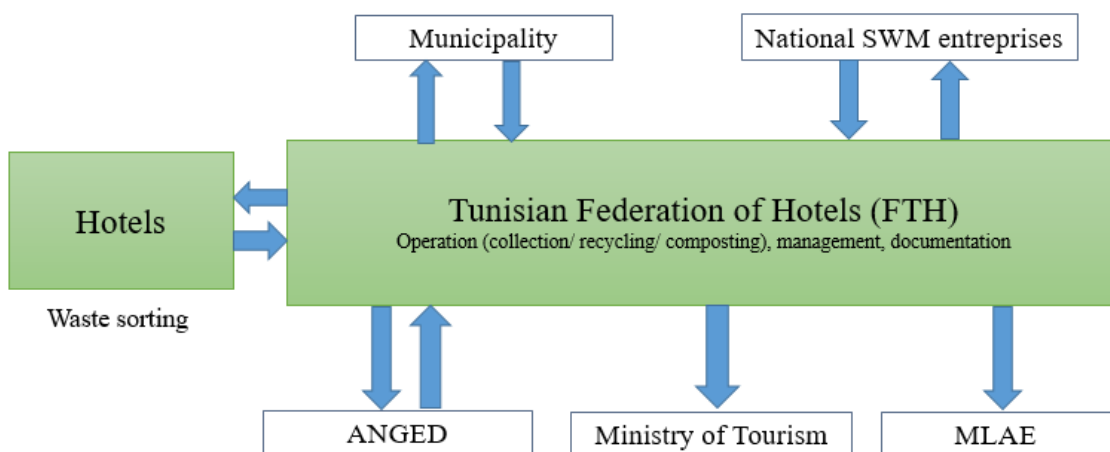 Municipality
National SWM entreprises
Hotels
Tunisian Federation of Hotels (FTH)
Operation (collection/ recycling/ composting), management, documentation
Waste sorting
ANGED
Ministry of Tourism
MLAE